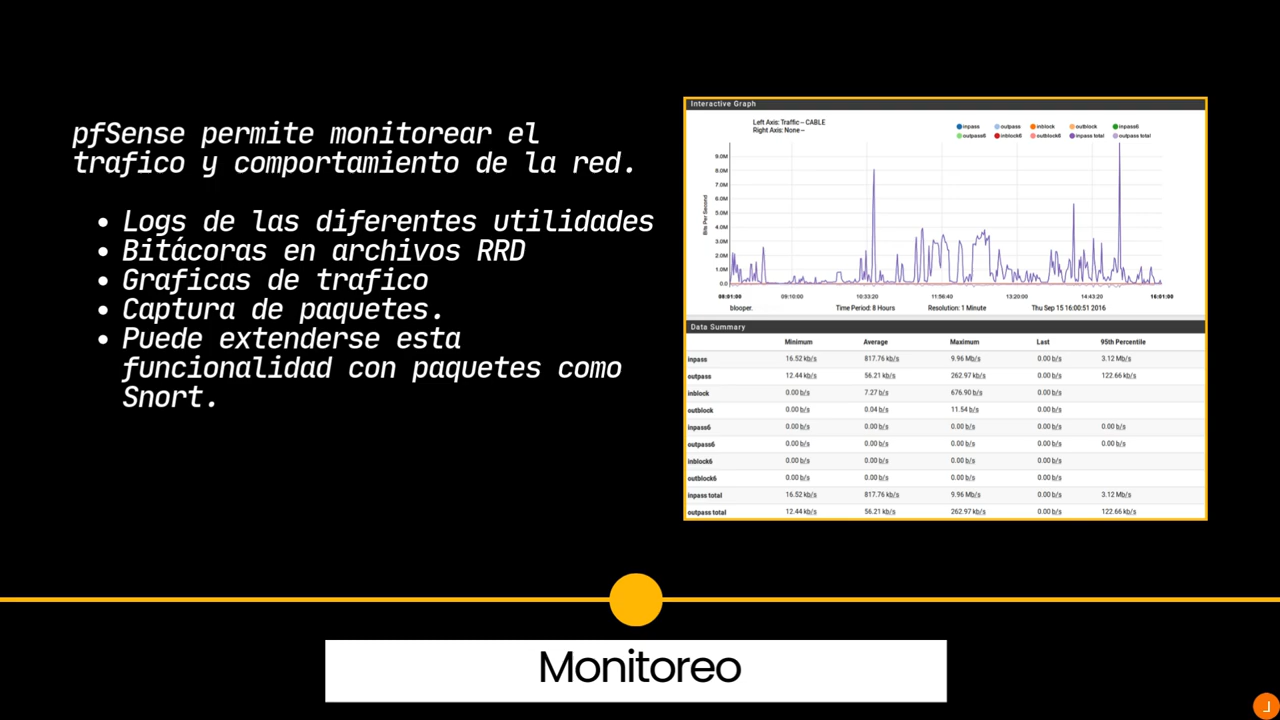 pfSense permite monitorear el
trafico y comportamiento de la red.
Logs de las diferentes utilidades
Bitácoras en archivos RRD
Graficas de trafico
Captura de paquetes.
Puede extenderse esta
funcionalidad con paquetes como
Snort.
Interactive Graph
Left Axis: Traffic -- CABLE
Right Axis: None --
inpass outpass inblock outblock inpass6
outpass6 inblock6 outblock6 inpass total outpass total
Bits Per Second
9.0M
8.0M
7.0M
6.0M
5.0M
4.0M
3.0M
2.0M
1.0M
0.0
08:01:00 09:10:00 10:33:20 11:56:40 13:20:00 14:43:20 16:01:00
blooper. Time Period: 8 Hours Resolution: 1 Minute Thu Sep 15 16:00:51 2016
Data Summary
Minimum Average Maximum Last 95th Percentile
inpass 16.52 kb/s 817.76 kb/s 9.96 Mb/s 0.00 b/s 3.12 Mb/s
outpass 12.44 kb/s 56.21 kb/s 262.97 kb/s 0.00 b/s 122.66 kb/s
inblock 0.00 b/s 7.27 b/s 676.90 b/s 0.00 b/s
outblock 0.00 b/s 0.04 b/s 11.54 b/s 0.00 b/s
inpass6 0.00 b/s 0.00 b/s 0.00 b/s 0.00 b/s 0.00 b/s
outpass6 0.00 b/s 0.00 b/s 0.00 b/s 0.00 b/s 0.00 b/s
inblock6 0.00 b/s 0.00 b/s 0.00 b/s 0.00 b/s
outblock6 0.00 b/s 0.00 b/s 0.00 b/s 0.00 b/s
inpass total 16.52 kb/s 817.76 kb/s 9.96 Mb/s 0.00 b/s 3.12 Mb/s
outpass total 12.44 kb/s 56.21 kb/s 262.97 kb/s 0.00 b/s 122.66 kb/s
Monitoreo